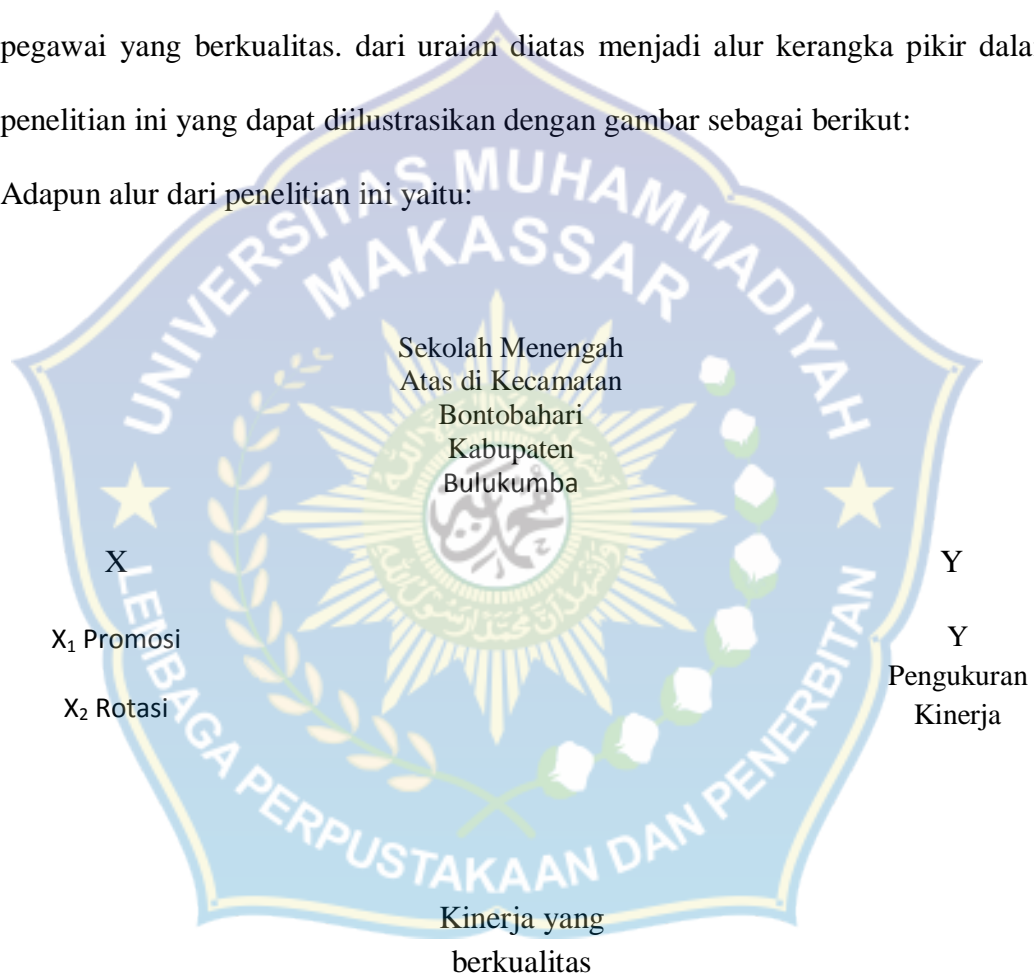 pegawai yang berkualitas. dari uraian diatas menjadi alur kerangka pikir dala
penelitian ini yang dapat diilustrasikan dengan gambar sebagai berikut:
Adapun alur dari penelitian ini yaitu:
UNIVERSITAS MUHAMMADIYAH
MAKASSAR
Sekolah Menengah
Atas di Kecamatan
Bontobahari
Kabupaten
Bulukumba
X
Y
X₁ Promosi
X₂ Rotasi
Y
Pengukuran
Kinerja
LEMBAGA PERPUSTAKAAN DAN PENERBITAN
Kinerja yang
berkualitas